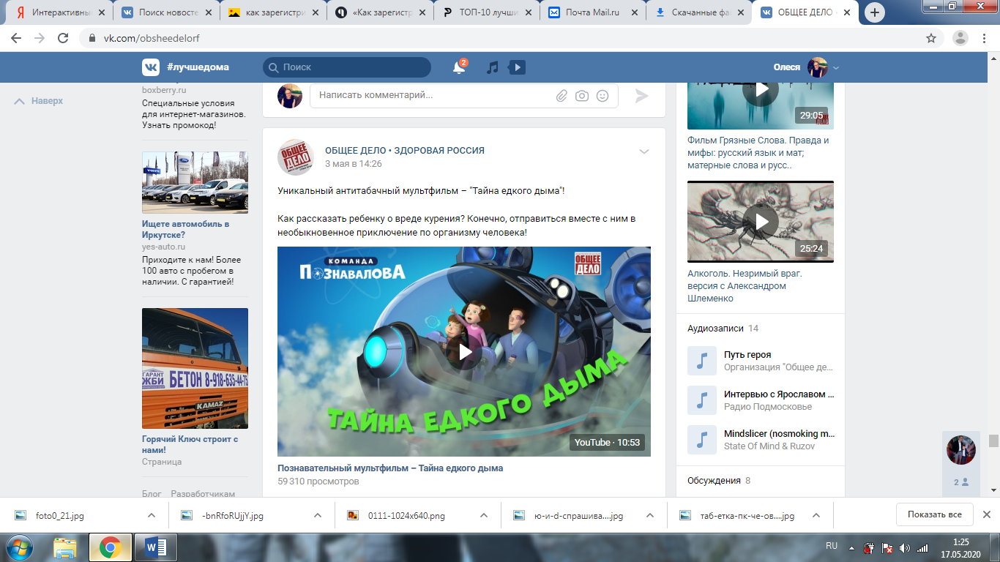 Интерактивны
Поиск новосте
как зарегистри
«Как зарегистр
ТОП-10 лучши
Почта Mail.ru
Скачанные фа
ОБЩЕЕ ДЕЛО
vk.com/obsheedelorf
#лучшедома
Поиск
2
Олеся
Наверх
boxberry.ru
Специальные условия
для интернет-магазинов.
Узнать промокод!
VOLVO
Ищете автомобиль в
Иркутске?
yes-auto.ru
Приходите к нам! Более
100 авто с пробегом в
наличии. С гарантией!
ГАРАНТ
ЖБИ
БЕТОН 8-918-635-44-75
KAMAZ
Горячий Ключ строит с
нами!
Страница
Блог Разработчикам
Написать комментарий...
ОБЩЕЕ
ДЕЛО
ОБЩЕЕ ДЕЛО • ЗДОРОВАЯ РОССИЯ
3 мая в 14:26
Уникальный антитабачный мультфильм – "Тайна едкого дыма"!
Как рассказать ребенку о вреде курения? Конечно, отправиться вместе с ним в
необыкновенное приключение по организму человека!
КОМАНДА
ПОЗНАВАЛОВА
ОБЩЕЕ
ДЕЛО
ТАЙНА ЕДКОГО ДЫМА
YouTube · 10:53
Познавательный мультфильм – Тайна едкого дыма
59 310 просмотров
29:05
Фильм Грязные Слова. Правда и
мифы: русский язык и мат;
матерные слова и русс..
25:24
Алкоголь. Незримый враг.
версия с Александром
Шлеменко
Аудиозаписи 14
Путь героя
Организация "Общее де...
Интервью с Ярославом ...
Радио Подмосковье
Mindslicer (nosmoking m...
State Of Mind & Ruzov
Обсуждения 8
2
foto0_21.jpg
-bnRfoRUjjY.jpg
0111-1024x640.png
ю-и-d-спрашива....jpg
таб-етка-пк-че-ов....jpg
Показать все
RU
1:25
17.05.2020